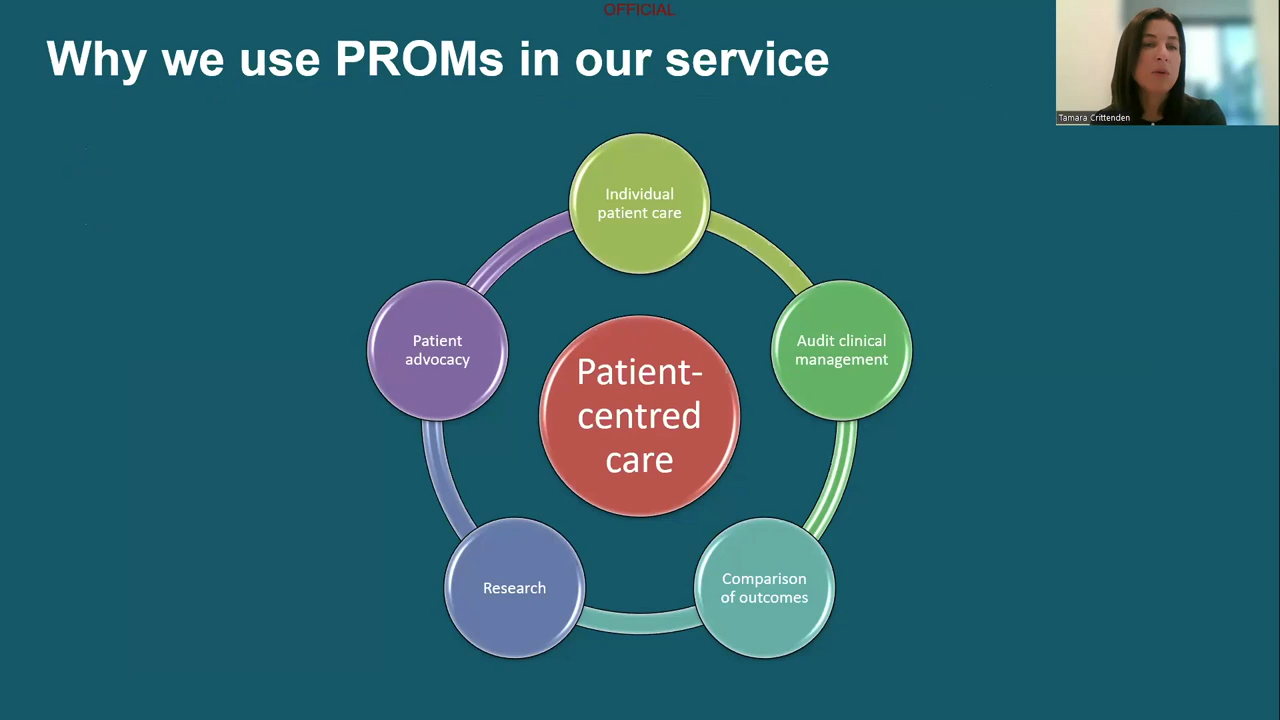 OFFICIAL
Why we use PROMs in our service
Tamara Crittenden
Individual
patient care
Patient
advocacy
Audit clinical
management
Patient-
centred
care
Research
Comparison
of outcomes